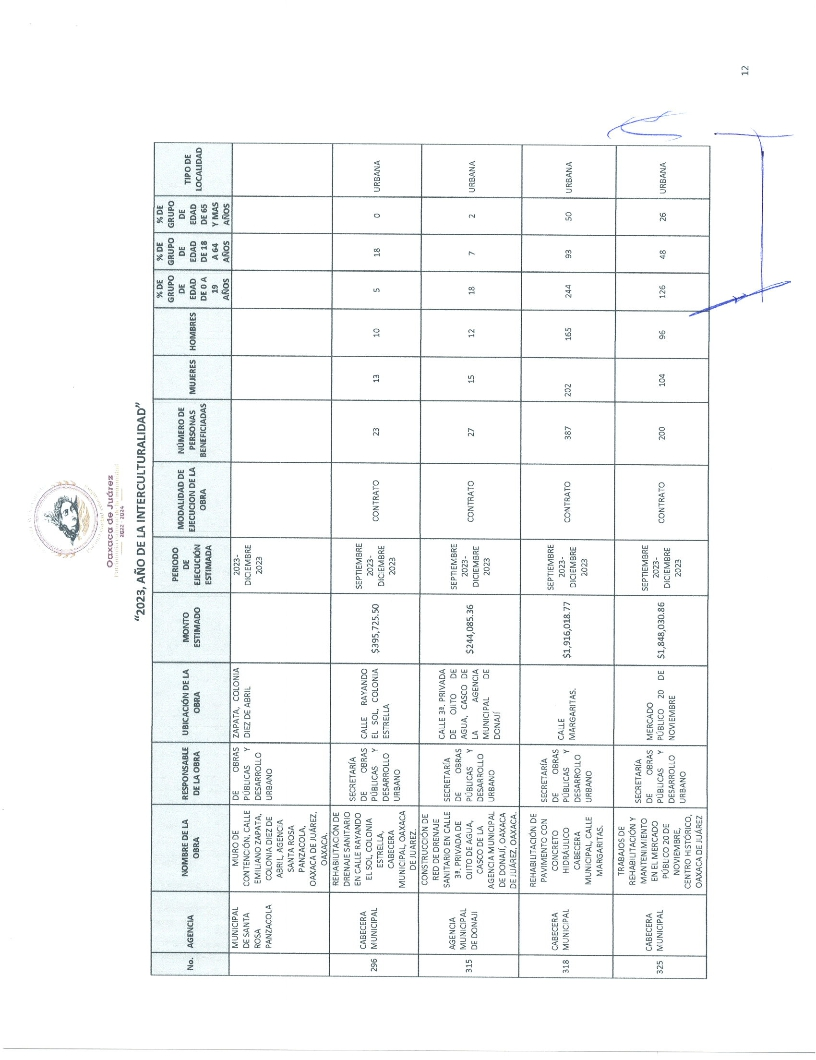 Oaxaca de Juárez
2022 2024
“2023, AÑO DE LA INTERCULTURALIDAD”
No.
AGENCIA
NOMBRE DE LA
OBRA
RESPONSABLE
DE LA OBRA
UBICACIÓN DE LA
OBRA
MONTO
ESTIMADO
PERIODO
DE
EJECUCIÓN
ESTIMADA
MODALIDAD DE
EJECUCION DE LA
OBRA
NÚMERO DE
PERSONAS
BENEFICIADAS
MUJERES
HOMBRES
% DE
GRUPO
DE
EDAD
DE 0 A
19
AÑOS
% DE
GRUPO
DE
EDAD
DE 18
A 64
AÑOS
% DE
GRUPO
DE
EDAD
DE 65
Y MAS
AÑOS
TIPO DE
LOCALIDAD
MUNICIPAL
DE SANTA
ROSA
PANZACOLA
MURO DE
CONTENCIÓN, CALLE
EMILIANO ZAPATA,
COLONIA DIEZ DE
ABRIL, AGENCIA
SANTA ROSA
PANZACOLA,
OAXACA DE JUÁREZ,
OAXACA.
DE OBRAS
PÚBLICAS Y
DESARROLLO
URBANO
ZAPATA, COLONIA
DIEZ DE ABRIL
2023-
DICIEMBRE
2023
296
CABECERA
MUNICIPAL
REHABILITACIÓN DE
DRENAJE SANITARIO
EN CALLE RAYANDO
EL SOL, COLONIA
ESTRELLA,
CABECERA
MUNICIPAL, OAXACA
DE JUAREZ.
SECRETARÍA
DE OBRAS
PÚBLICAS Y
DESARROLLO
URBANO
CALLE RAYANDO
EL SOL, COLONIA
ESTRELLA
$395,725.50
SEPTIEMBRE
2023-
DICIEMBRE
2023
CONTRATO
23
13
10
5
18
0
URBANA
315
AGENCIA
MUNICIPAL
DE DONAJI
CONSTRUCCIÓN DE
RED DE DRENAJE
SANITARIO EN CALLE
3ª. PRIVADA DE
OJITO DE AGUA,
CASCO DE LA
AGENCIA MUNICIPAL
DE DONAJI, OAXACA
DE JUÁREZ, OAXACA.
SECRETARÍA
DE OBRAS
PÚBLICAS Y
DESARROLLO
URBANO
CALLE 3ª. PRIVADA
DE OJITO DE
AGUA, CASCO DE
LA AGENCIA
MUNICIPAL DE
DONAJÍ
$244,085.36
SEPTIEMBRE
2023-
DICIEMBRE
2023
CONTRATO
27
15
12
18
7
2
URBANA
318
CABECERA
MUNICIPAL
REHABILITACIÓN DE
PAVIMENTO CON
CONCRETO
HIDRÁULICO
CABECERA
MUNICIPAL, CALLE
MARGARITAS.
SECRETARÍA
DE OBRAS
PÚBLICAS Y
DESARROLLO
URBANO
CALLE
MARGARITAS.
$1,916,018.77
SEPTIEMBRE
2023-
DICIEMBRE
2023
CONTRATO
387
202
165
244
93
50
URBANA
325
CABECERA
MUNICIPAL
TRABAJOS DE
REHABILITACIÓN Y
MANTENIMIENTO
EN EL MERCADO
PÚBLICO 20 DE
NOVIEMBRE,
CENTRO HISTÓRICO,
OAXACA DE JUÁREZ
SECRETARÍA
DE OBRAS
PÚBLICAS Y
DESARROLLO
URBANO
MERCADO
PÚBLICO 20 DE
NOVIEMBRE
$1,848,030.86
SEPTIEMBRE
2023-
DICIEMBRE
2023
CONTRATO
200
104
96
126
48
26
URBANA
12